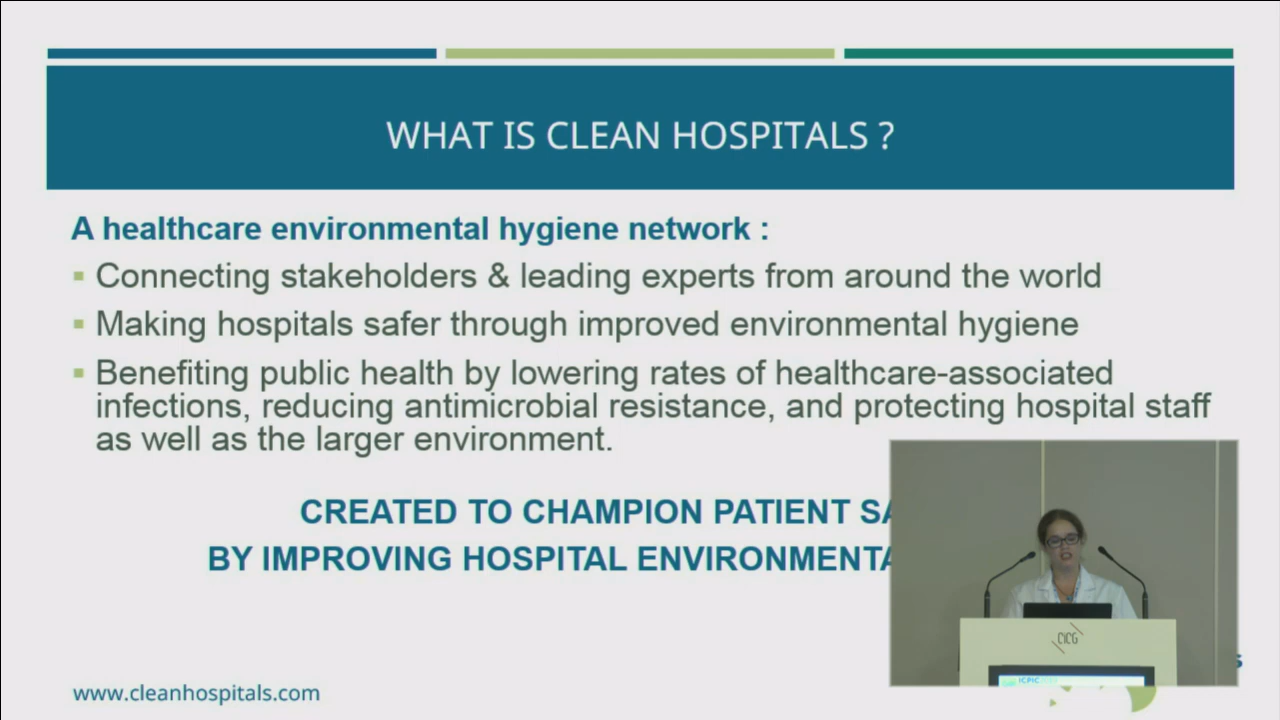 WHAT IS CLEAN HOSPITALS ?
A healthcare environmental hygiene network :
▪ Connecting stakeholders & leading experts from around the world
▪ Making hospitals safer through improved environmental hygiene
▪ Benefiting public health by lowering rates of healthcare-associated
infections, reducing antimicrobial resistance, and protecting hospital staff
as well as the larger environment.
CREATED TO CHAMPION PATIENT SA
BY IMPROVING HOSPITAL ENVIRONMENTA
CICG
ICPIC
s
www.cleanhospitals.com